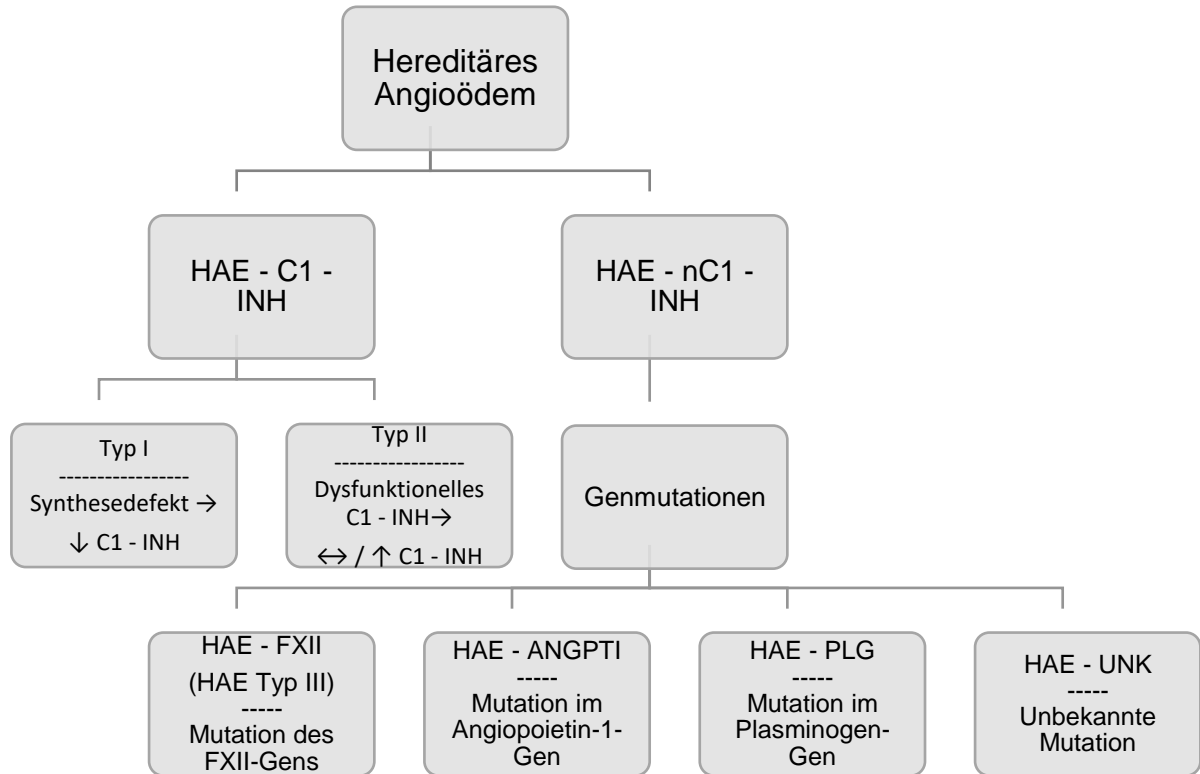 Hereditäres
Angioödem
HAE - C1 -
INH
HAE - nC1 -
INH
Typ I
-----------------
Synthesedefekt →
↓ C1 - INH
Typ II
-----------------
Dysfunktionelles
C1 - INH→
↔ / ↑ C1 - INH
Genmutationen
HAE - FXII
(HAE Typ III)
-----
Mutation des
FXII-Gens
HAE - ANGPTI
-----
Mutation im
Angiopoietin-1-
Gen
HAE - PLG
-----
Mutation im
Plasminogen-
Gen
HAE - UNK
-----
Unbekannte
Mutation